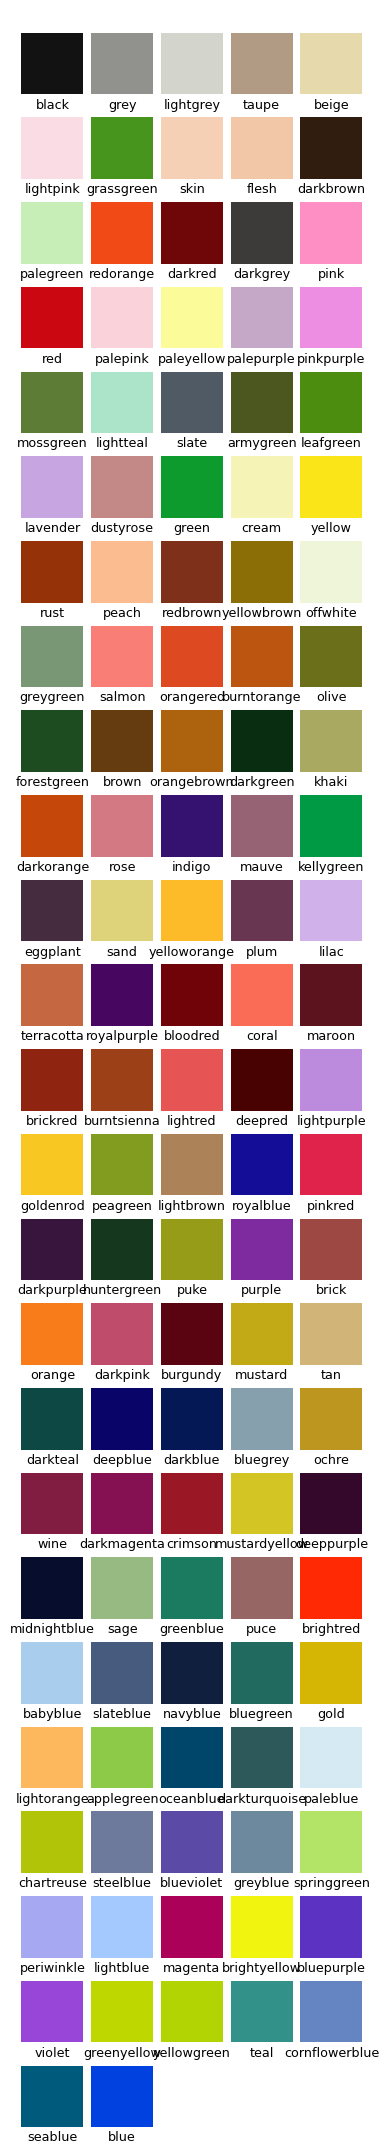 black grey lightgrey taupe beige
lightpink grassgreen skin flesh darkbrown
palegreen redorange darkred darkgrey pink
red palepink paleyellow palepurple pinkpurple
mossgreen lightteal slate armygreen leafgreen
lavender dustyrose green cream yellow
rust peach redbrown yellowbrown offwhite
greygreen salmon orangered burntorange olive
forestgreen brown orangebrown darkgreen khaki
darkorange rose indigo mauve kellygreen
eggplant sand yelloworange plum lilac
terracotta royalpurple bloodred coral maroon
brickred burntsienna lightred deepred lightpurple
goldenrod peagreen lightbrown royalblue pinkred
darkpurple huntergreen puke purple brick
orange darkpink burgundy mustard tan
darkteal deepblue darkblue bluegrey ochre
wine darkmagenta crimson mustardyellow deeppurple
midnightblue sage greenblue puce brightred
babyblue slateblue navyblue bluegreen gold
lightorange applegreen oceanblue darkturquoise paleblue
chartreuse steelblue blueviolet greyblue springgreen
periwinkle lightblue magenta brightyellow bluepurple
violet greenyellow yellowgreen teal cornflowerblue
seablue blue